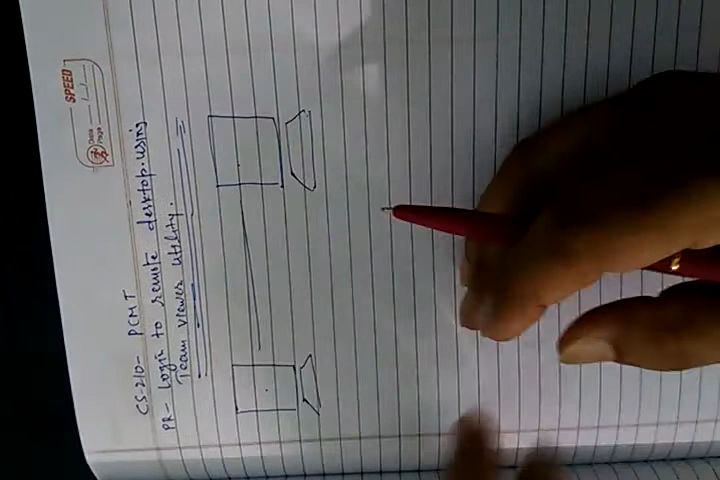 SPEED
Date / /
Page
CS-210- PCMT
PR- Login to remote desktop using
Team viewer utility.